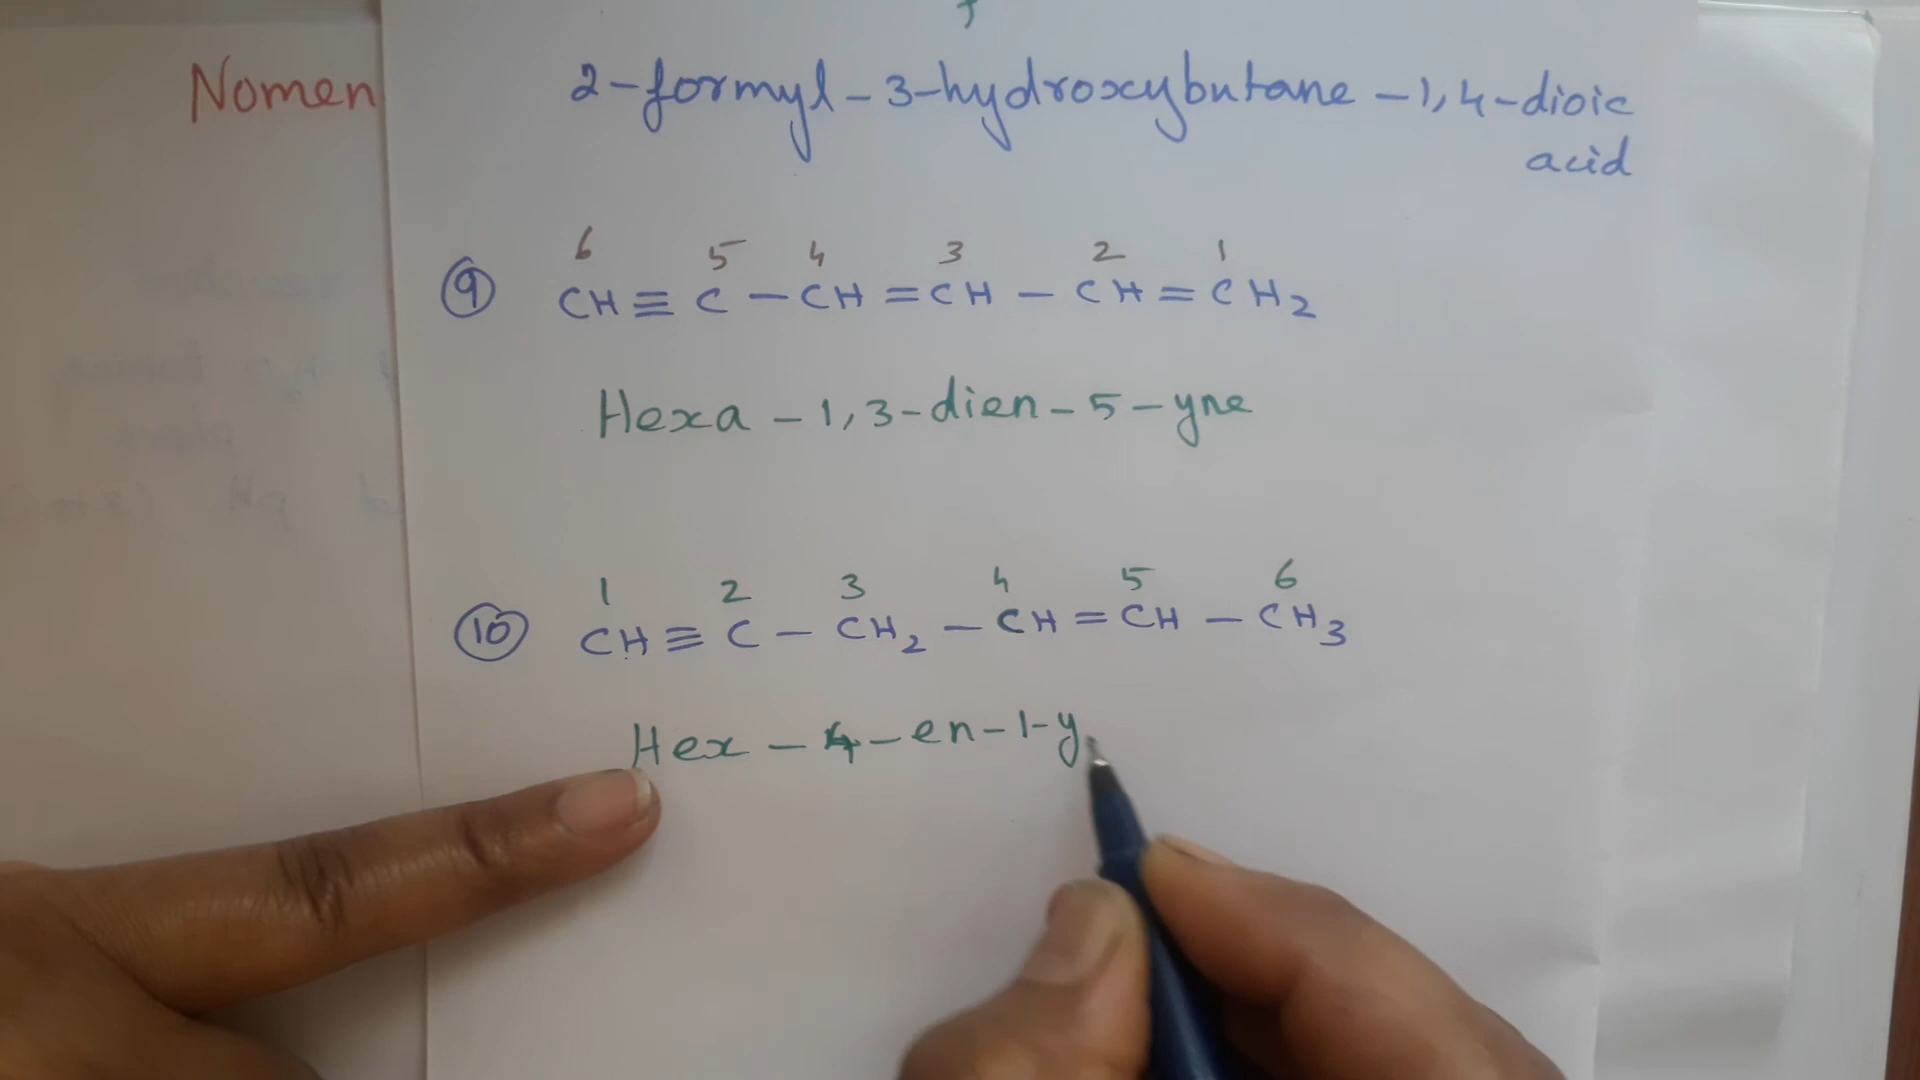 Nomen
2-formyl-3-hydroxybutane-1,4-dioic
acid
6 5 4 3 2 1
9 CH≡C-CH=CH-CH=CH2
Hexa-1,3-dien-5-yne
1 2 3 4 5 6
10 CH≡C-CH2-CH=CH-CH3
Hex-4-en-1-y